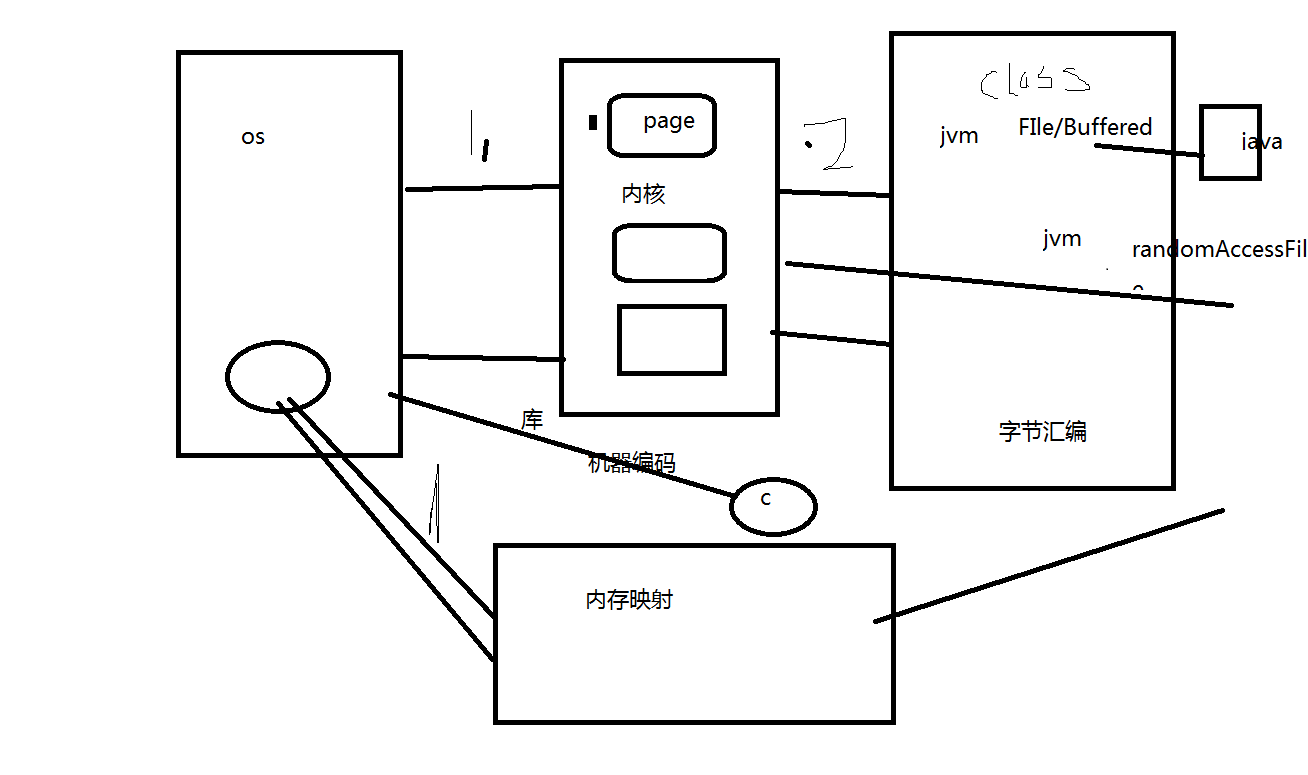 os
1
page
内核
2
class
jvm
FIle/Buffered
java
jvm
randomAccessFil
e
字节汇编
库
机器编码
c
1
内存映射